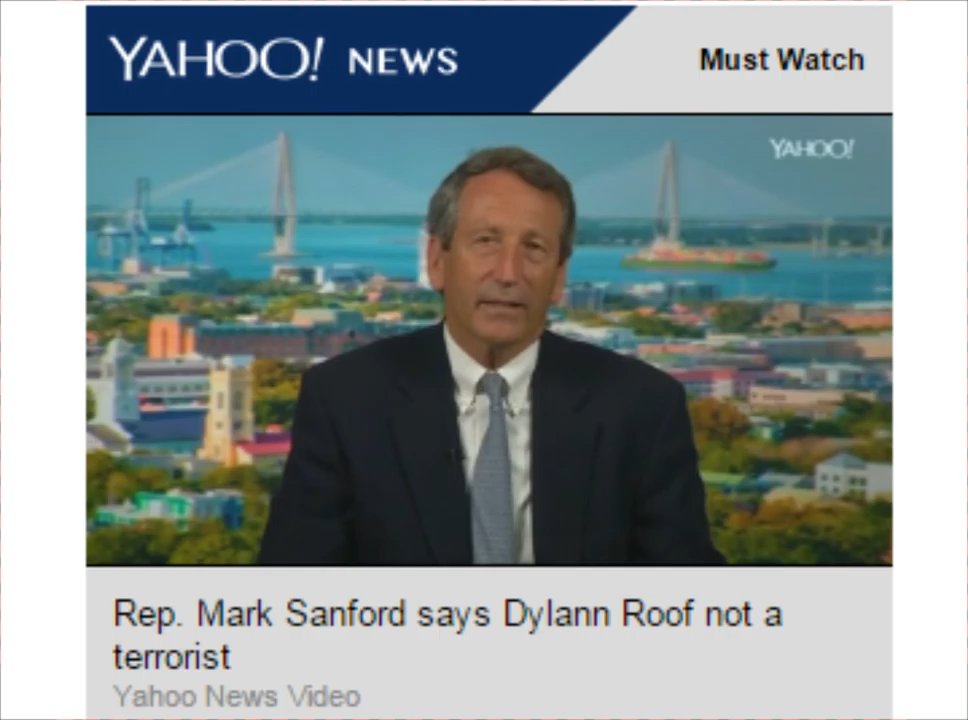 YAHOO! NEWS Must Watch
YAHOO!
Rep. Mark Sanford says Dylann Roof not a
terrorist
Yahoo News Video